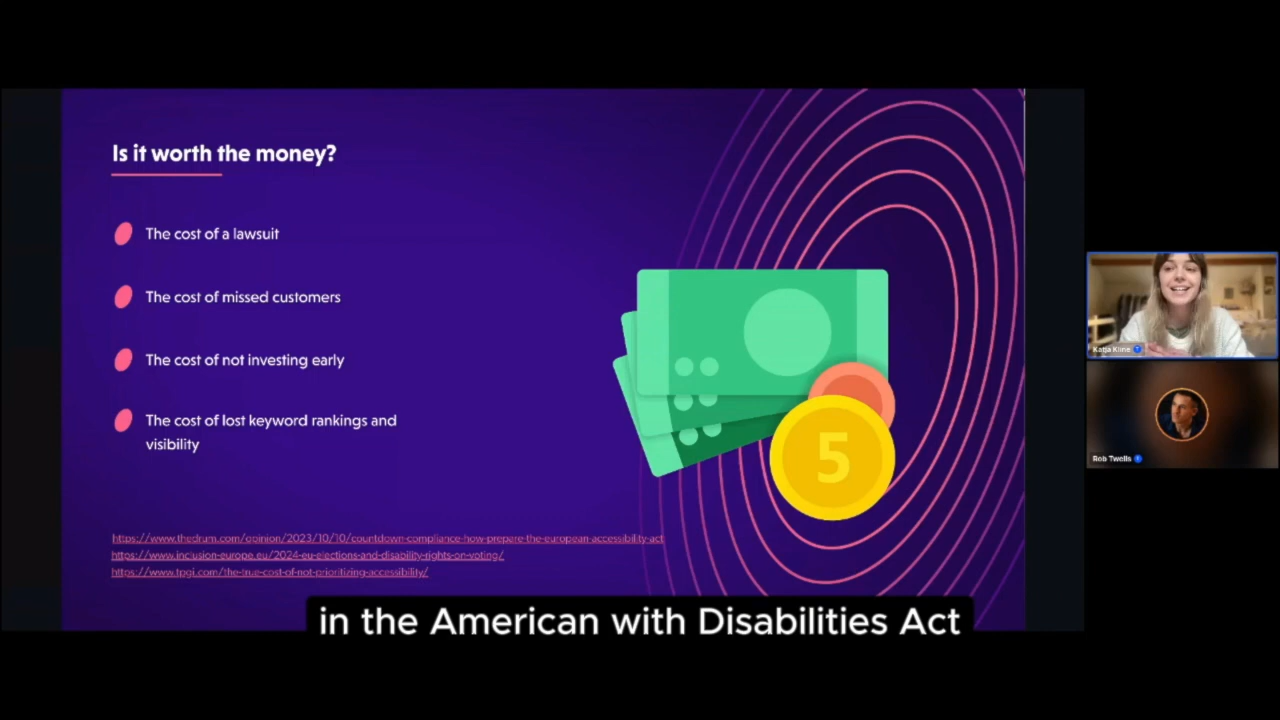 Is it worth the money?
The cost of a lawsuit
The cost of missed customers
The cost of not investing early
The cost of lost keyword rankings and
visibility
5
https://www.thedrum.com/opinion/2023/10/10/countdown-compliance-how-prepare-the-european-accessibility-act
https://www.inclusion-europe.eu/2024-eu-elections-and-disability-rights-on-voting/
https://www.tpgi.com/the-true-cost-of-not-prioritizing-accessibility/
in the American with Disabilities Act
Katja Kline
Rob Twells